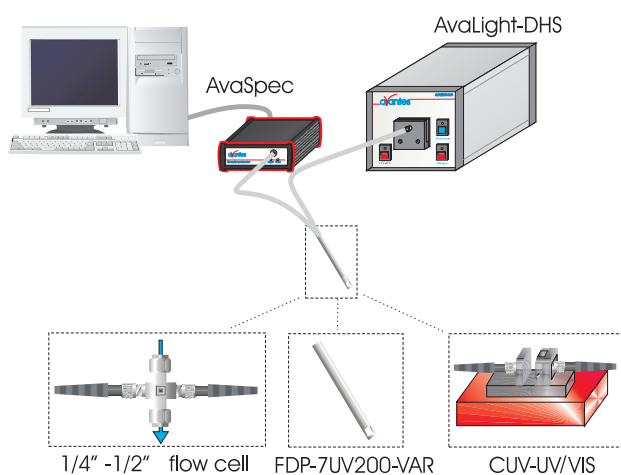 AvaLight-DHS
AvaSpec
avantes
avantes
1/4" -1/2" flow cell
FDP-7UV200-VAR
CUV-UV/VIS